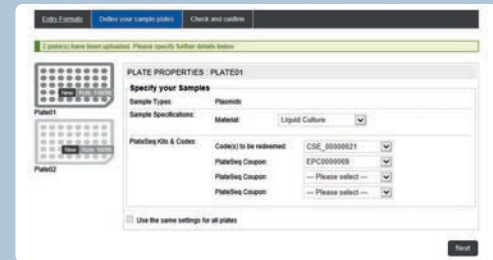 Entry Formats Define your sample plates Check and confirm
2 plate(s) have been uploaded. Please specify further details below
PLATE PROPERTIES : PLATE01
Specify your Samples
Sample Types: Plasmids
Sample Specifications: Material: Liquid Culture
PlateSeq Kits & Codes: Code(s) to be redeemed: CSE_00000621
PlateSeq Coupon: EPC0000069
PlateSeq Coupon: --- Please select ---
PlateSeq Coupon: --- Please select ---
Use the same settings for all plates
New
Plate01
New
Plate02
Next